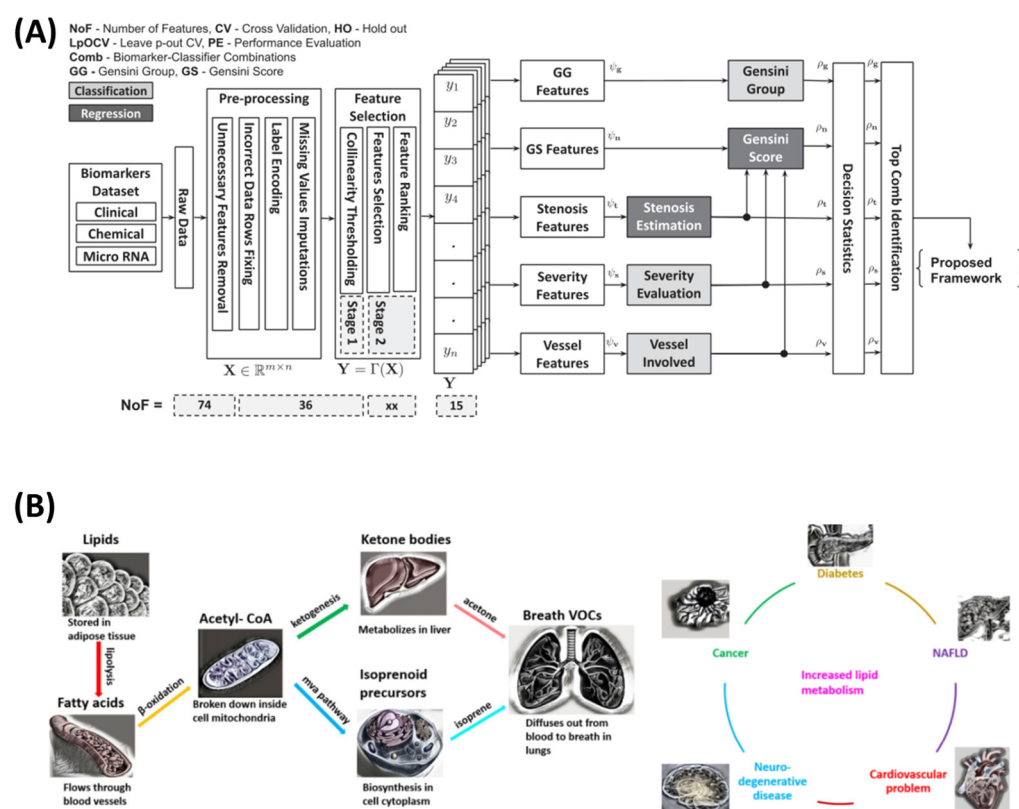 (A)
NoF - Number of Features, CV - Cross Validation, HO - Hold out
LpOCV - Leave p-out CV, PE - Performance Evaluation
Comb - Biomarker-Classifier Combinations
GG - Gensini Group, GS - Gensini Score
Classification
Regression
Biomarkers
Dataset
Clinical
Chemical
Micro RNA
Raw Data
Pre-processing
Unnecessary Features Removal
Incorrect Data Rows Fixing
Label Encoding
Missing Values Imputations
X ∈ ℝ^{m×n}
Feature
Selection
Collinearity Thresholding
Features Selection
Feature Ranking
Stage 1
Stage 2
Y = Γ(X)
y1
y2
y3
y4
.
.
.
yn
Y
NoF =
74
36
xx
15
GG
Features
ψg
Gensini
Group
ρg
ρg
GS Features
ψn
Gensini
Score
ρn
ρn
Stenosis
Features
ψt
Stenosis
Estimation
ρt
ρt
Severity
Features
ψs
Severity
Evaluation
ρs
ρs
Vessel
Features
ψv
Vessel
Involved
ρv
ρv
Decision Statistics
Top Comb Identification
Proposed
Framework
(B)
Lipids
Stored in
adipose tissue
lipolysis
Fatty acids
Flows through
blood vessels
β-oxidation
Acetyl- CoA
Broken down inside
cell mitochondria
ketogenesis
mva pathway
Ketone bodies
Metabolizes in liver
Isoprenoid
precursors
Biosynthesis in
cell cytoplasm
acetone
isoprene
Breath VOCs
Diffuses out from
blood to breath in
lungs
Diabetes
Cancer
NAFLD
Increased lipid
metabolism
Neuro-
degenerative
disease
Cardiovascular
problem